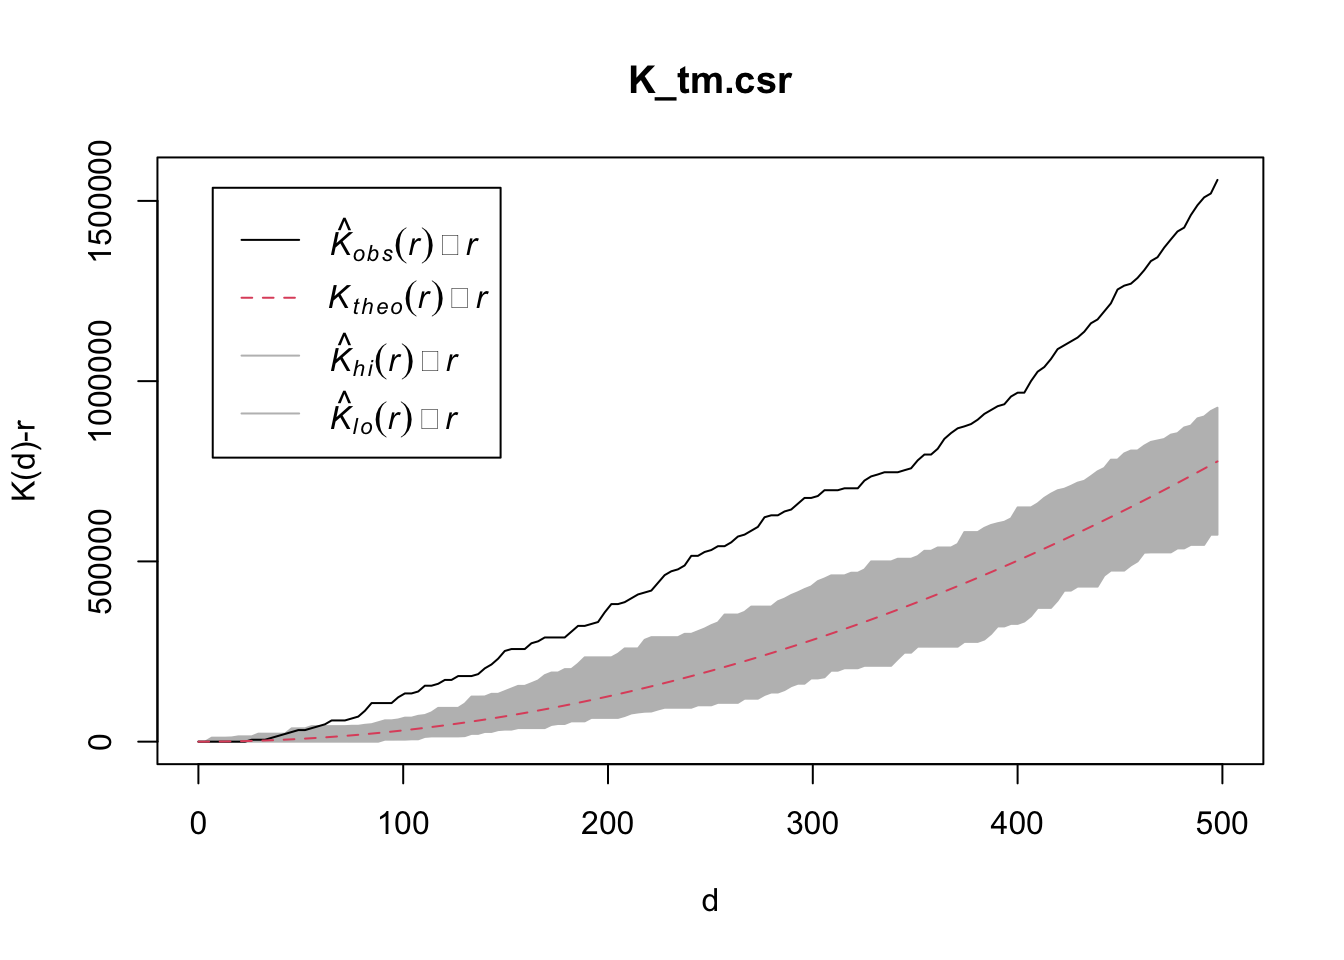 K_tm.csr
K̂obs(r) □ r
Ktheo(r) □ r
K̂hi(r) □ r
K̂lo(r) □ r
K(d)-r
1500000
1000000
500000
0
0 100 200 300 400 500
d